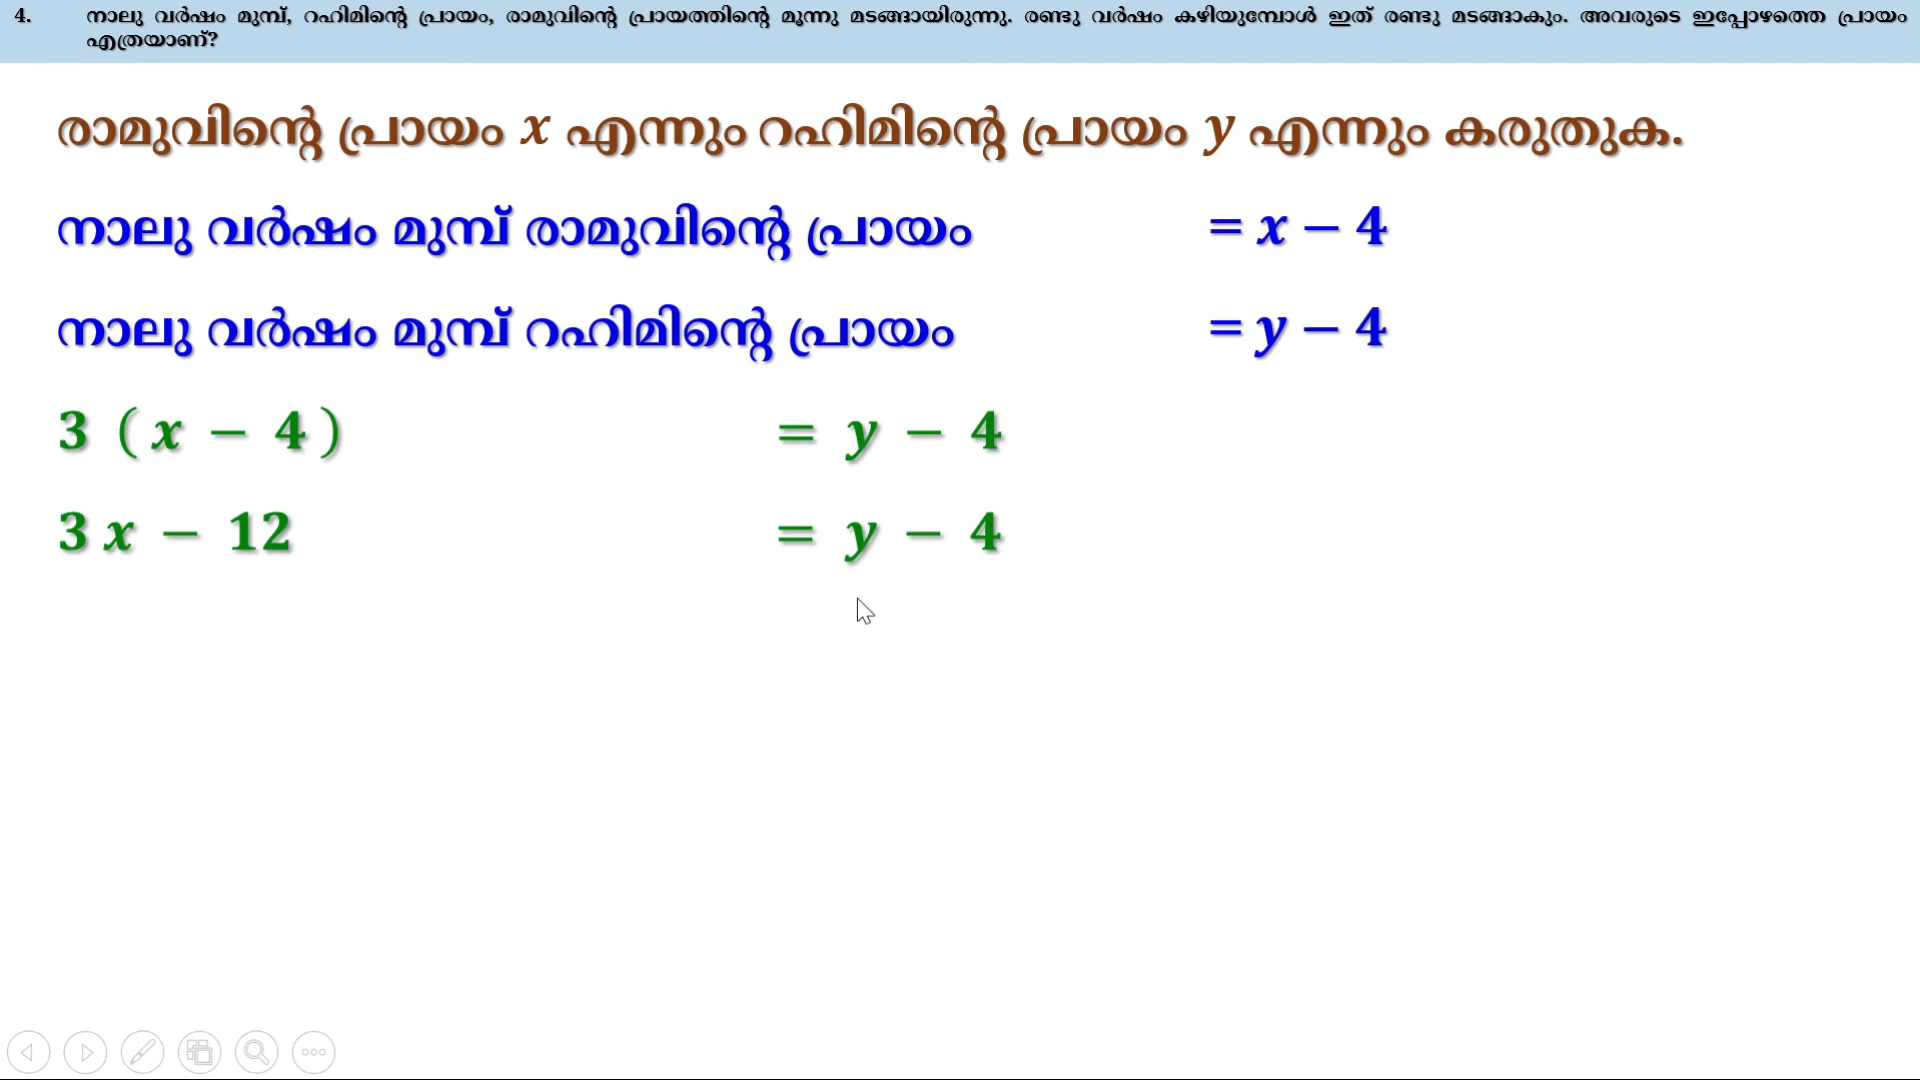 4. നാലു വർഷം മുമ്പ്, റഹിമിന്റെ പ്രായം, രാമുവിന്റെ പ്രായത്തിന്റെ മൂന്നു മടങ്ങായിരുന്നു. രണ്ടു വർഷം കഴിയുമ്പോൾ ഇത് രണ്ടു മടങ്ങാകും. അവരുടെ ഇപ്പോഴത്തെ പ്രായം
എത്രയാണ്?
രാമുവിന്റെ പ്രായം x എന്നും റഹിമിന്റെ പ്രായം y എന്നും കരുതുക.
നാലു വർഷം മുമ്പ് രാമുവിന്റെ പ്രായം = x − 4
നാലു വർഷം മുമ്പ് റഹിമിന്റെ പ്രായം = y − 4
3 ( x − 4 ) = y − 4
3 x − 12 = y − 4